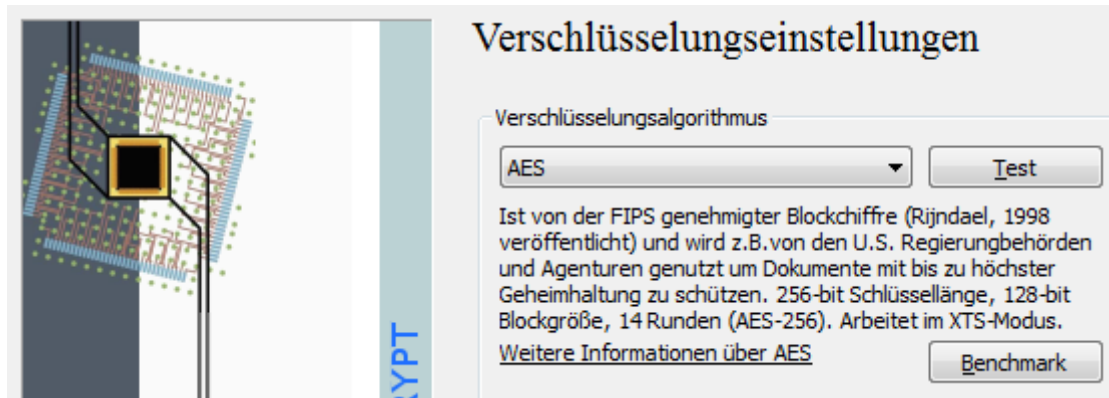 Verschlüsselungseinstellungen
Verschlüsselungsalgorithmus
AES
Test
Ist von der FIPS genehmigter Blockchiffre (Rijndael, 1998
veröffentlicht) und wird z.B.von den U.S. Regierungbehörden
und Agenturen genutzt um Dokumente mit bis zu höchster
Geheimhaltung zu schützen. 256-bit Schlüssellänge, 128-bit
Blockgröße, 14 Runden (AES-256). Arbeitet im XTS-Modus.
Weitere Informationen über AES
Benchmark
RYPT